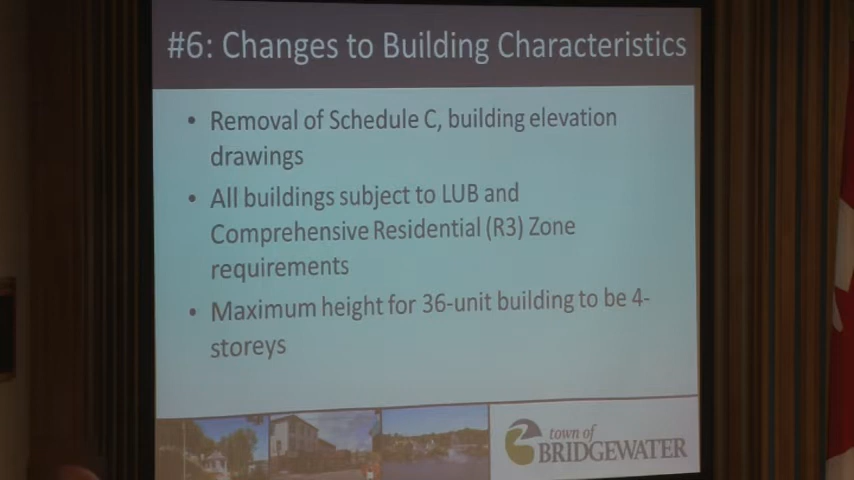 #6: Changes to Building Characteristics
• Removal of Schedule C, building elevation
drawings
• All buildings subject to LUB and
Comprehensive Residential (R3) Zone
requirements
• Maximum height for 36-unit building to be 4-
storeys
town of
BRIDGEWATER